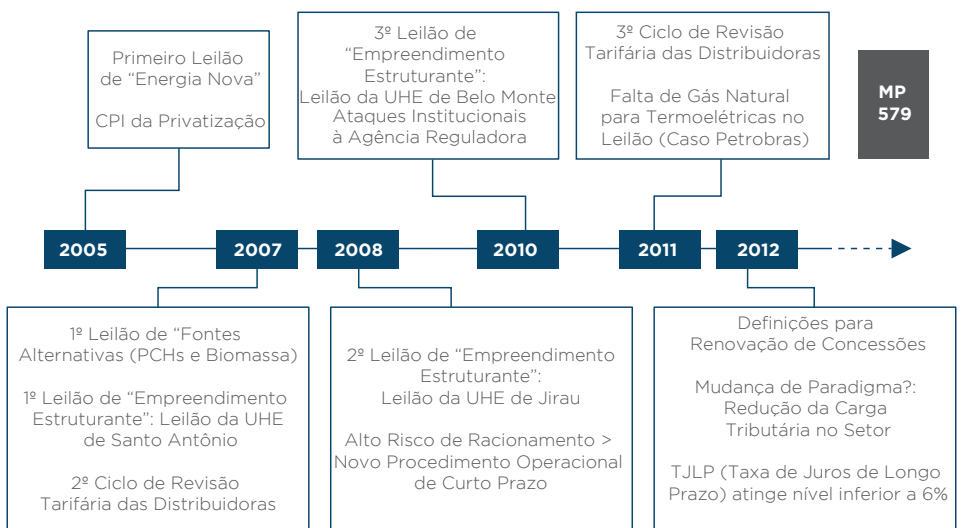 Primeiro Leilão
de “Energia Nova”
CPI da Privatização
3º Leilão de
“Empreendimento
Estruturante”:
Leilão da UHE de Belo Monte
Ataques Institucionais
à Agência Reguladora
3º Ciclo de Revisão
Tarifária das Distribuidoras
Falta de Gás Natural
para Termoelétricas no
Leilão (Caso Petrobras)
MP
579
2005
2007
2008
2010
2011
2012
1º Leilão de “Fontes
Alternativas (PCHs e Biomassa)
1º Leilão de “Empreendimento
Estruturante”: Leilão da UHE
de Santo Antônio
2º Ciclo de Revisão
Tarifária das Distribuidoras
2º Leilão de “Empreendimento
Estruturante”:
Leilão da UHE de Jirau
Alto Risco de Racionamento >
Novo Procedimento Operacional
de Curto Prazo
Definições para
Renovação de Concessões
Mudança de Paradigma?:
Redução da Carga
Tributária no Setor
TJLP (Taxa de Juros de Longo
Prazo) atinge nível inferior a 6%